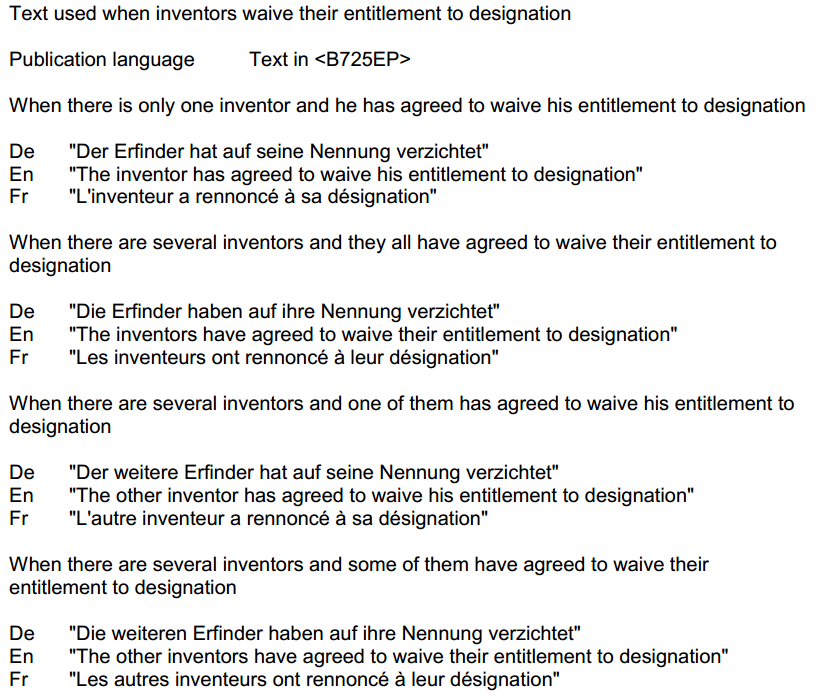 Text used when inventors waive their entitlement to designation
Publication language Text in <B725EP>
When there is only one inventor and he has agreed to waive his entitlement to designation
De "Der Erfinder hat auf seine Nennung verzichtet"
En "The inventor has agreed to waive his entitlement to designation"
Fr "L'inventeur a rennoncé à sa désignation"
When there are several inventors and they all have agreed to waive their entitlement to
designation
De "Die Erfinder haben auf ihre Nennung verzichtet"
En "The inventors have agreed to waive their entitlement to designation"
Fr "Les inventeurs ont rennoncé à leur désignation"
When there are several inventors and one of them has agreed to waive his entitlement to
designation
De "Der weitere Erfinder hat auf seine Nennung verzichtet"
En "The other inventor has agreed to waive his entitlement to designation"
Fr "L'autre inventeur a rennoncé à sa désignation"
When there are several inventors and some of them have agreed to waive their
entitlement to designation
De "Die weiteren Erfinder haben auf ihre Nennung verzichtet"
En "The other inventors have agreed to waive their entitlement to designation"
Fr "Les autres inventeurs ont rennoncé à leur désignation"